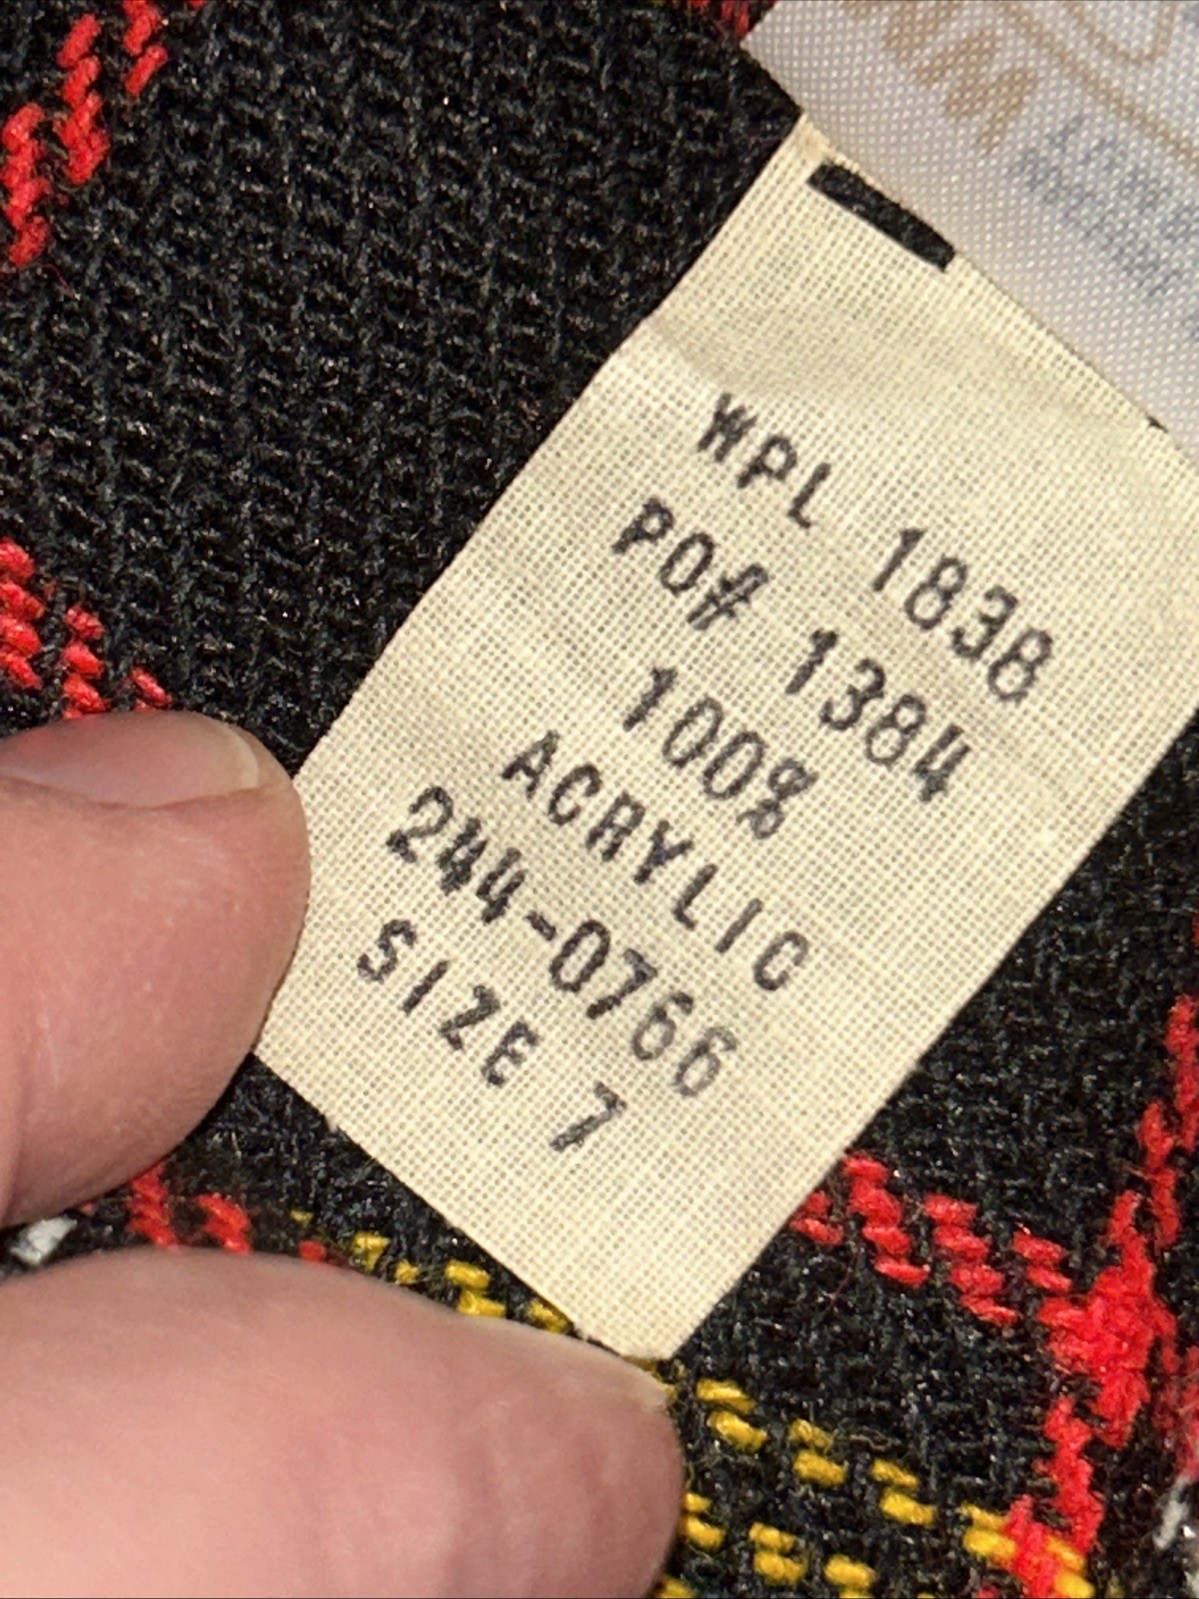 WPL 1838
PO# 1384
100%
ACRYLIC
244-0766
SIZE 7